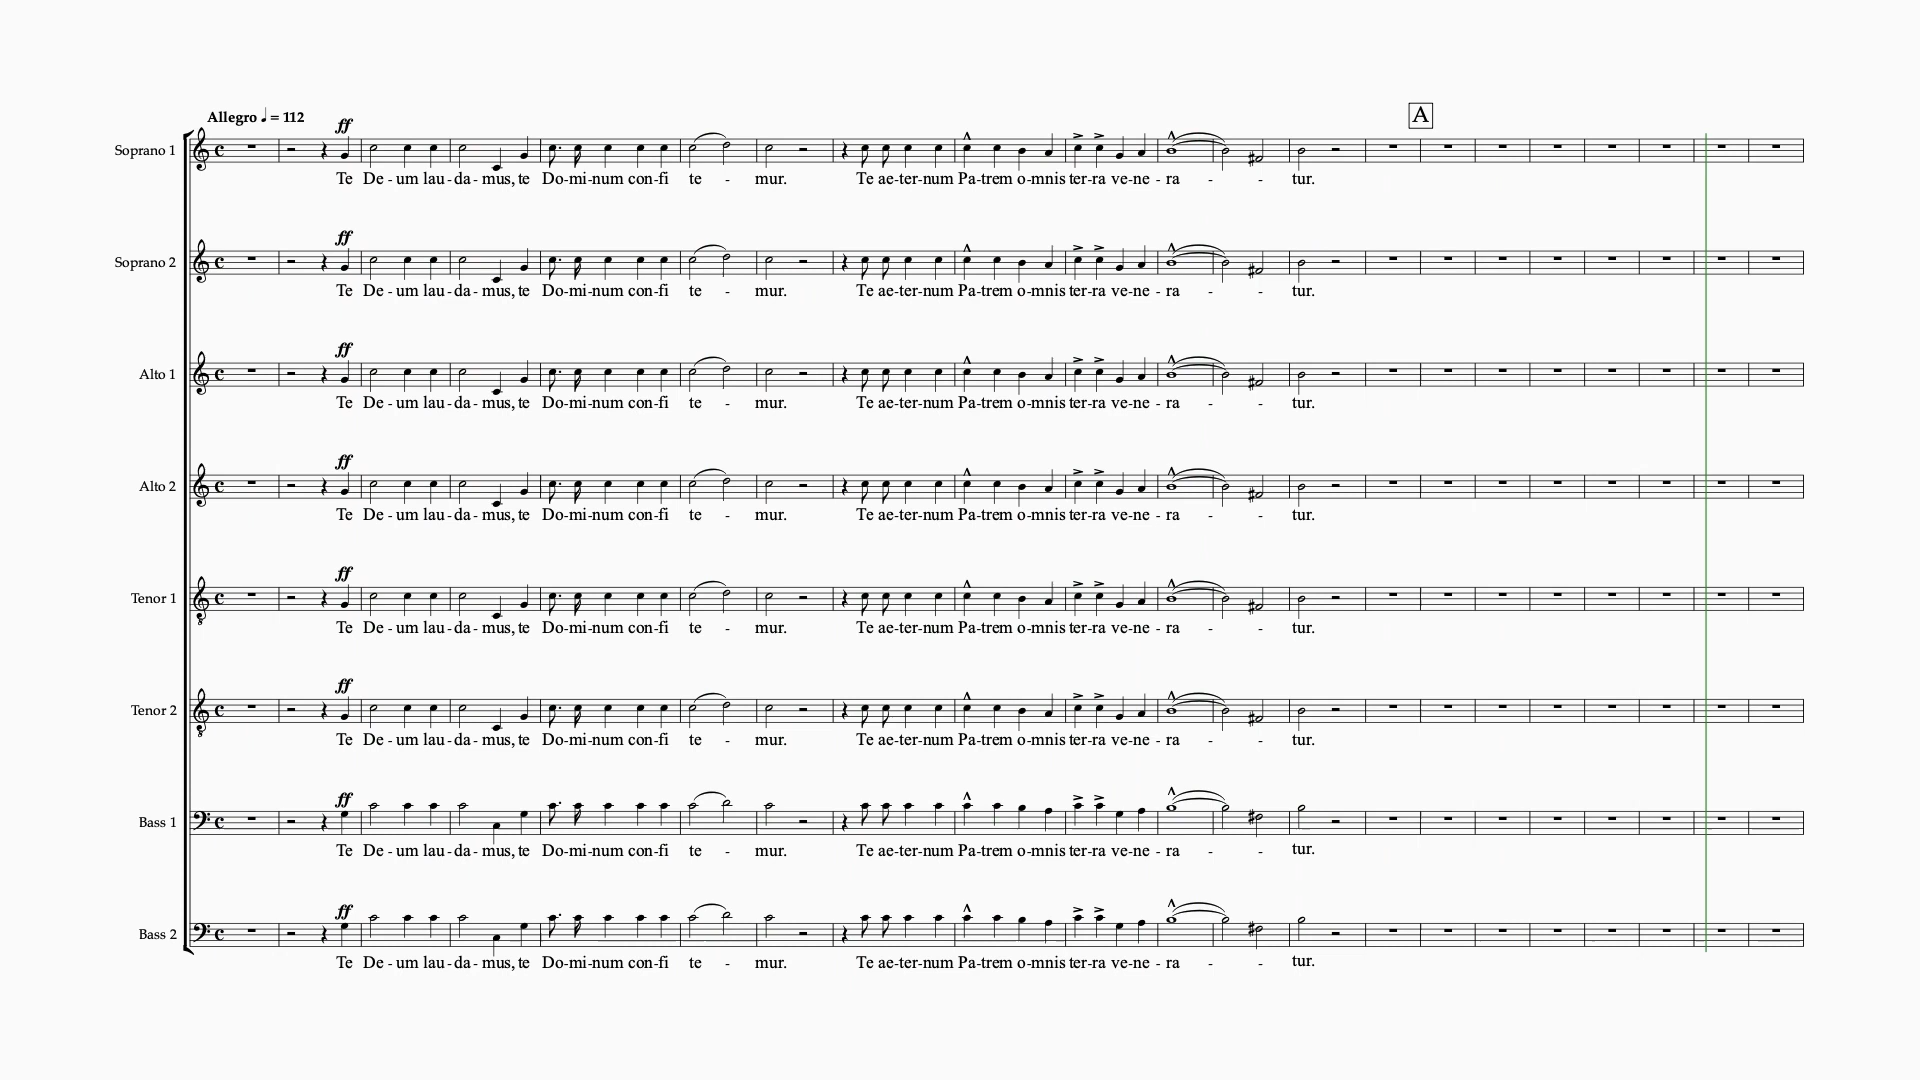 Allegro ♩ = 112
A
ff
Soprano 1
Te De - um lau - da - mus, te Do - mi - num con - fi te - mur. Te ae - ter - num Pa - trem o - mnis ter - ra ve - ne - ra - - tur.
ff
Soprano 2
Te De - um lau - da - mus, te Do - mi - num con - fi te - mur. Te ae - ter - num Pa - trem o - mnis ter - ra ve - ne - ra - - tur.
ff
Alto 1
Te De - um lau - da - mus, te Do - mi - num con - fi te - mur. Te ae - ter - num Pa - trem o - mnis ter - ra ve - ne - ra - - tur.
ff
Alto 2
Te De - um lau - da - mus, te Do - mi - num con - fi te - mur. Te ae - ter - num Pa - trem o - mnis ter - ra ve - ne - ra - - tur.
ff
Tenor 1
Te De - um lau - da - mus, te Do - mi - num con - fi te - mur. Te ae - ter - num Pa - trem o - mnis ter - ra ve - ne - ra - - tur.
ff
Tenor 2
Te De - um lau - da - mus, te Do - mi - num con - fi te - mur. Te ae - ter - num Pa - trem o - mnis ter - ra ve - ne - ra - - tur.
ff
Bass 1
Te De - um lau - da - mus, te Do - mi - num con - fi te - mur. Te ae - ter - num Pa - trem o - mnis ter - ra ve - ne - ra - - tur.
ff
Bass 2
Te De - um lau - da - mus, te Do - mi - num con - fi te - mur. Te ae - ter - num Pa - trem o - mnis ter - ra ve - ne - ra - - tur.